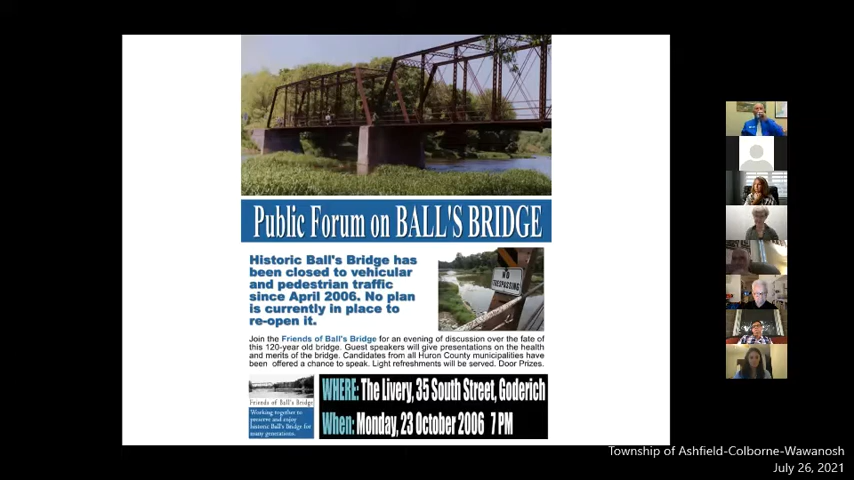 Public Forum on BALL'S BRIDGE
Historic Ball's Bridge has
been closed to vehicular
and pedestrian traffic
since April 2006. No plan
is currently in place to
re-open it.
NO
TRESPASSING
Join the Friends of Ball's Bridge for an evening of discussion over the fate of
this 120-year old bridge. Guest speakers will give presentations on the health
and merits of the bridge. Candidates from all Huron County municipalities have
been offered a chance to speak. Light refreshments will be served. Door Prizes.
Friends of Ball's Bridge
Working together to
preserve and enjoy
historic Ball's Bridge for
many generations.
WHERE: The Livery, 35 South Street, Goderich
When: Monday, 23 October 2006 7 PM
Township of Ashfield-Colborne-Wawanosh
July 26, 2021